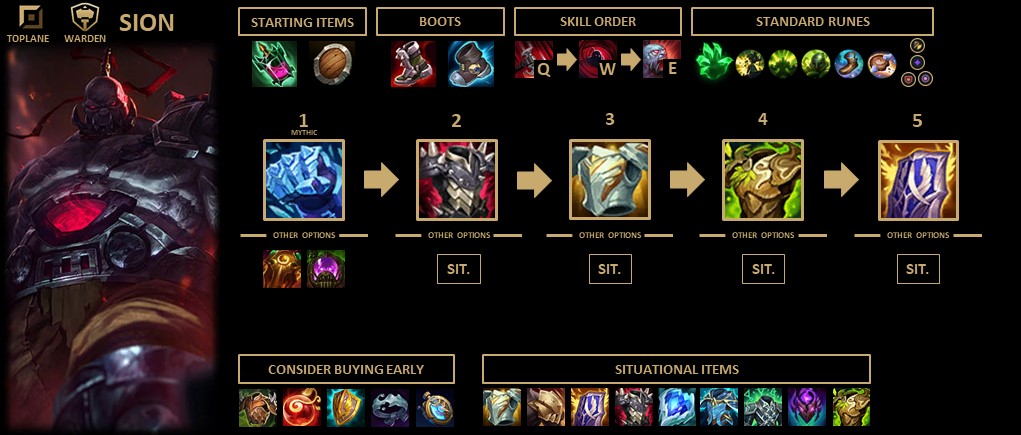 TOPLANE
WARDEN
SION
STARTING ITEMS
BOOTS
SKILL ORDER
STANDARD RUNES
Q
W
E
1
MYTHIC
2
3
4
5
OTHER OPTIONS
OTHER OPTIONS
OTHER OPTIONS
OTHER OPTIONS
OTHER OPTIONS
SIT.
SIT.
SIT.
SIT.
CONSIDER BUYING EARLY
SITUATIONAL ITEMS